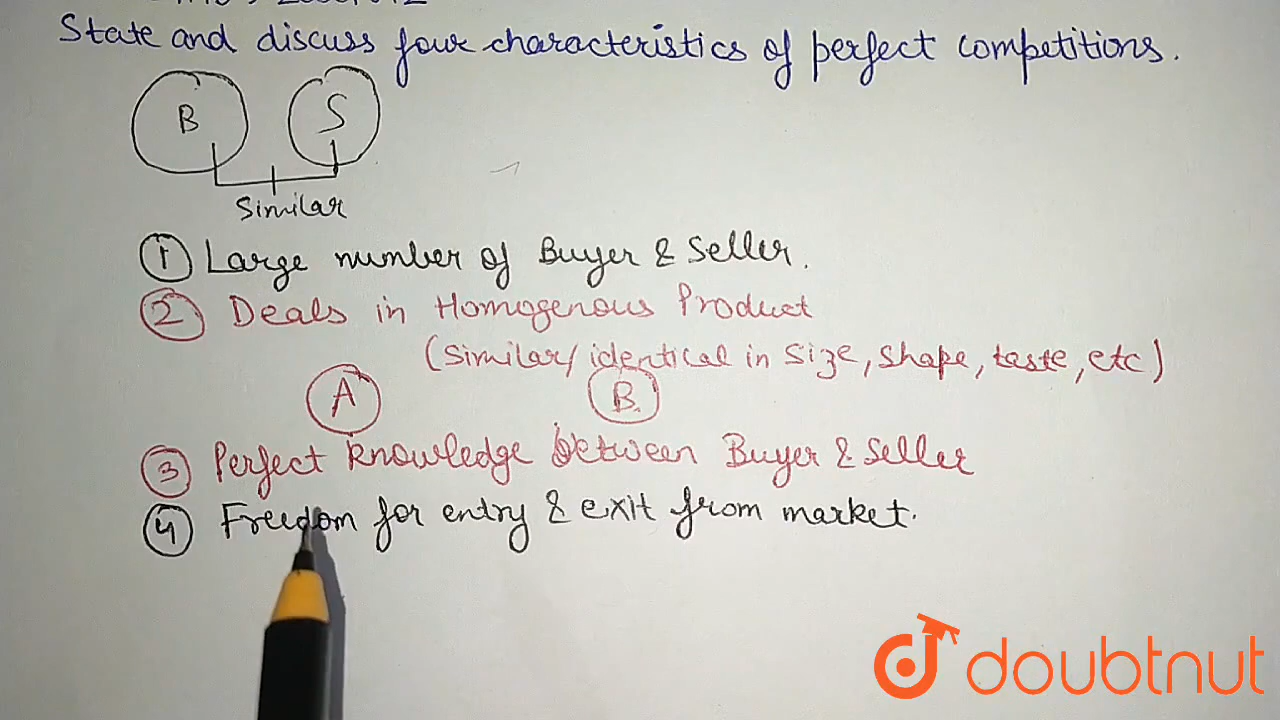 State and discuss four characteristics of perfect competitions.
B
S
Similar
1 Large number of Buyer & Seller.
2 Deals in Homogenous Product
(Similar/identical in size, shape, taste, etc)
A
B.
3 Perfect knowledge between Buyer & Seller
4 Freedom for entry & exit from market.
doubtnut